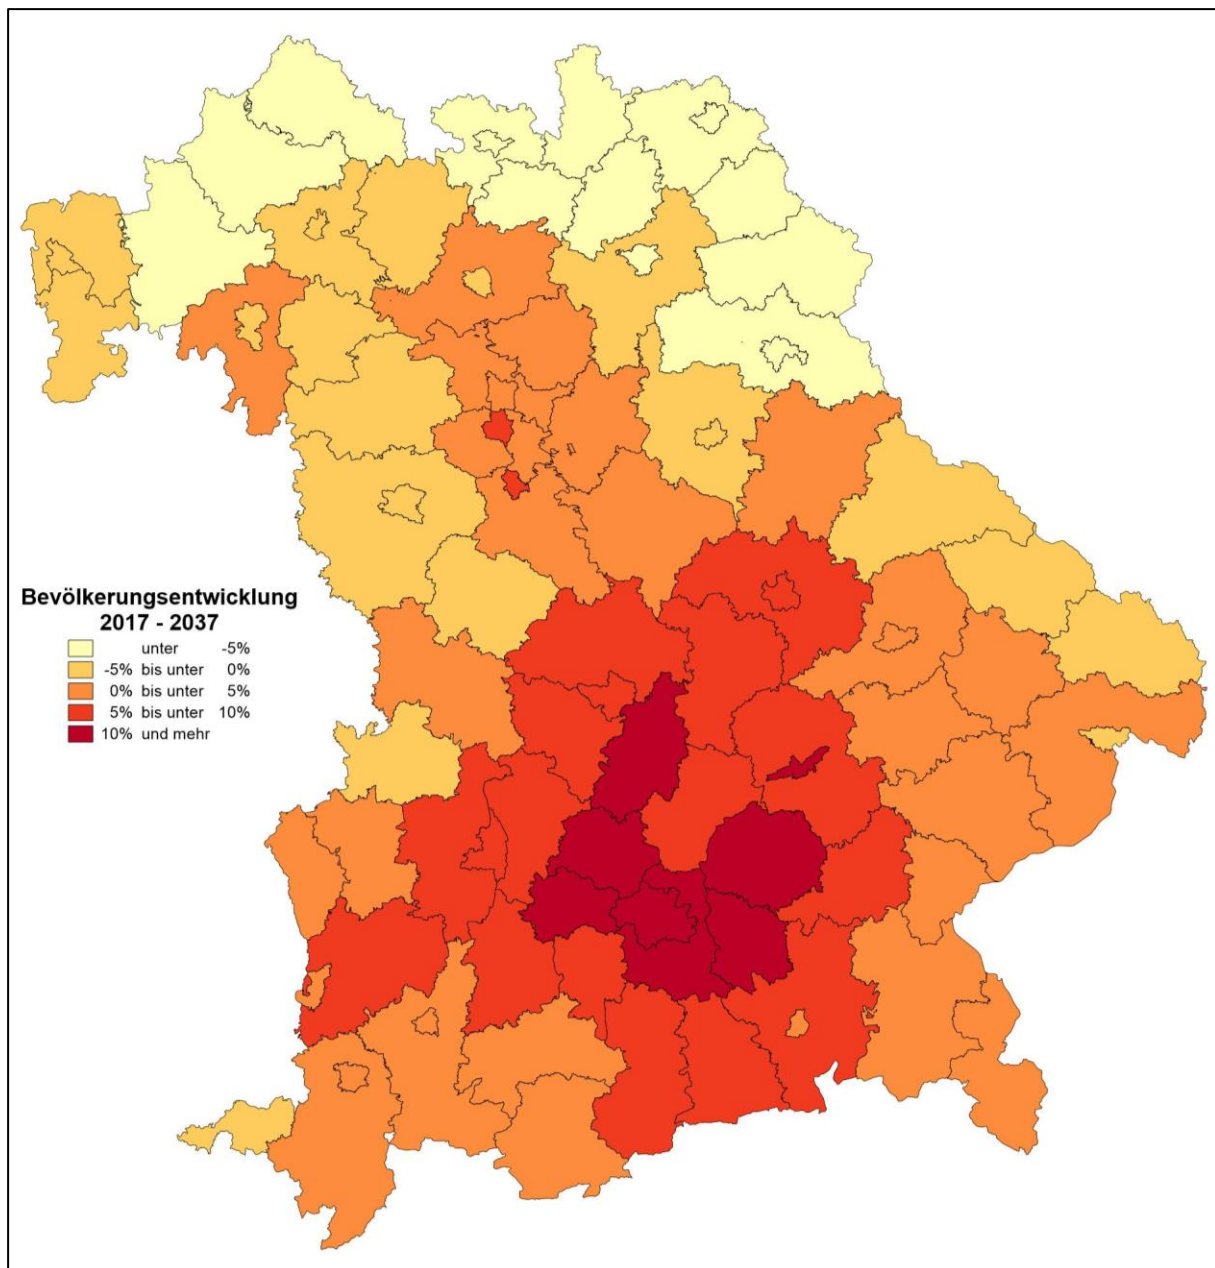 Bevölkerungsentwicklung
2017 - 2037
unter -5%
-5% bis unter 0%
0% bis unter 5%
5% bis unter 10%
10% und mehr